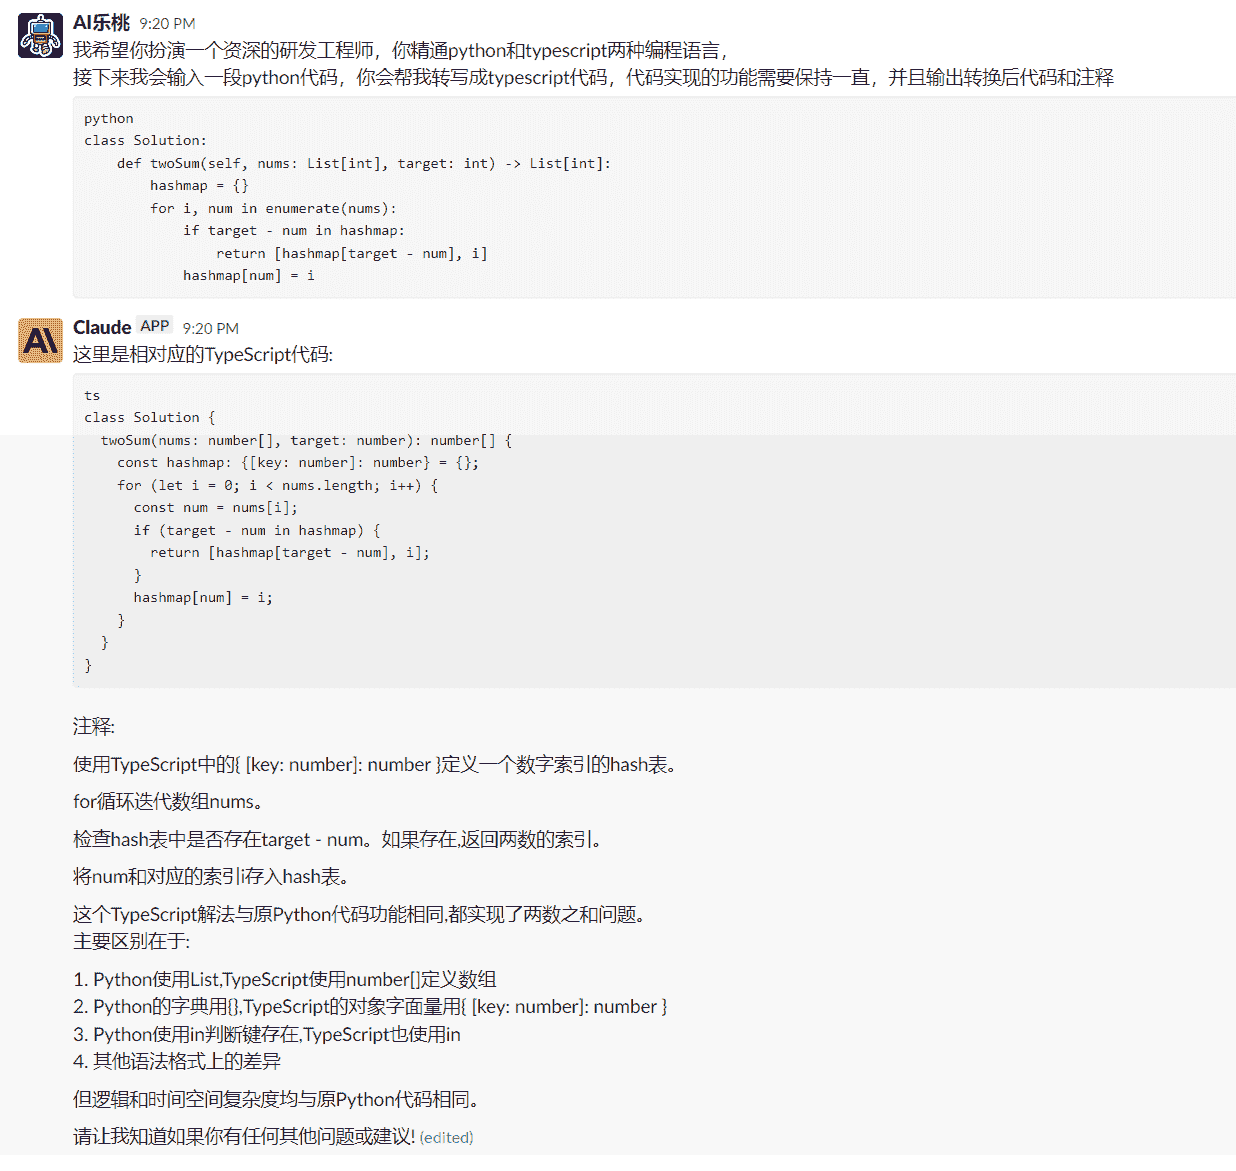 AI乐桃 9:20 PM
我希望你扮演一个资深的研发工程师，你精通python和typescript两种编程语言，
接下来我会输入一段python代码，你会帮我转写成typescript代码，代码实现的功能需要保持一直，并且输出转换后代码和注释
python
class Solution:
    def twoSum(self, nums: List[int], target: int) -> List[int]:
        hashmap = {}
        for i, num in enumerate(nums):
            if target - num in hashmap:
                return [hashmap[target - num], i]
            hashmap[num] = i
AI
Claude APP 9:20 PM
这里是相对应的TypeScript代码:
ts
class Solution {
  twoSum(nums: number[], target: number): number[] {
    const hashmap: {[key: number]: number} = {};
    for (let i = 0; i < nums.length; i++) {
      const num = nums[i];
      if (target - num in hashmap) {
        return [hashmap[target - num], i];
      }
      hashmap[num] = i;
    }
  }
}
注释:
使用TypeScript中的{ [key: number]: number }定义一个数字索引的hash表。
for循环迭代数组nums。
检查hash表中是否存在target - num。如果存在,返回两数的索引。
将num和对应的索引i存入hash表。
这个TypeScript解法与原Python代码功能相同,都实现了两数之和问题。
主要区别在于:
1. Python使用List,TypeScript使用number[]定义数组
2. Python的字典用{},TypeScript的对象字面量用{ [key: number]: number }
3. Python使用in判断键存在,TypeScript也使用in
4. 其他语法格式上的差异
但逻辑和时间空间复杂度均与原Python代码相同。
请让我知道如果你有任何其他问题或建议! (edited)